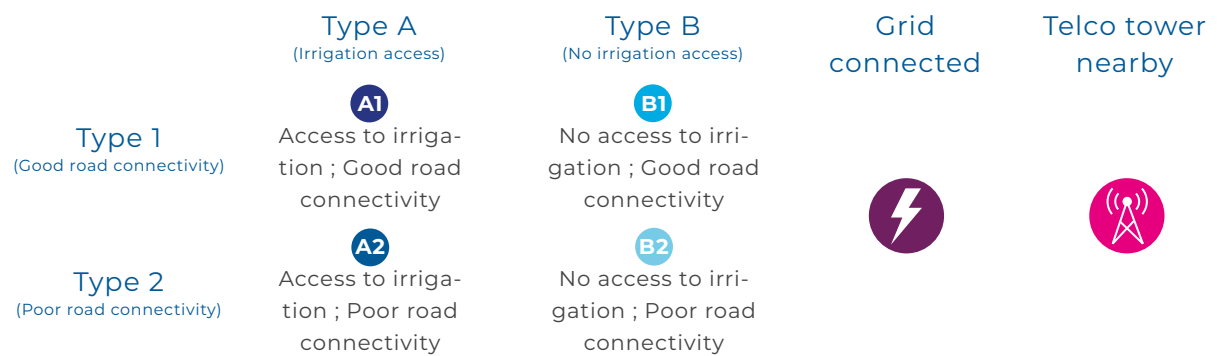 Type A
(Irrigation access)
Type B
(No irrigation access)
Grid
connected
Telco tower
nearby
Type 1
(Good road connectivity)
A1
Access to irriga-
tion ; Good road
connectivity
B1
No access to irri-
gation ; Good road
connectivity
Type 2
(Poor road connectivity)
A2
Access to irriga-
tion ; Poor road
connectivity
B2
No access to irri-
gation ; Poor road
connectivity